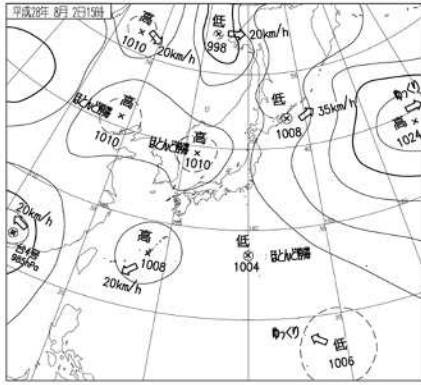 平成28年 8月 2日15時
高
1010
20km/h
低
998
20km/h
ほとんど停滞
高
1010
ほとんど停滞
高
1010
低
1008
35km/h
ゆっくり
高
1024
20km/h
台4号
985hPa
高
1008
20km/h
低
1004
ほとんど停滞
ゆっくり
低
1006